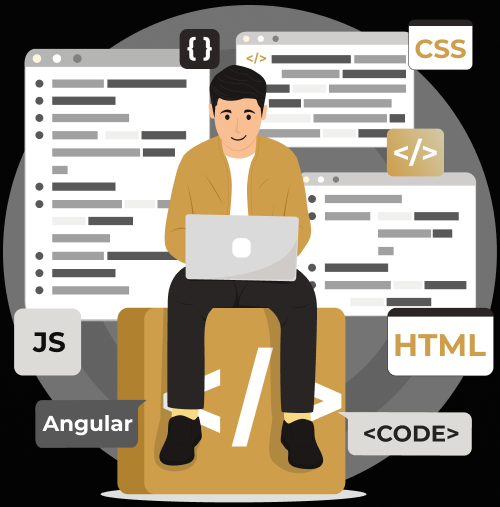 { }
CSS
</>
</>
JS
HTML
</>
Angular
<CODE>